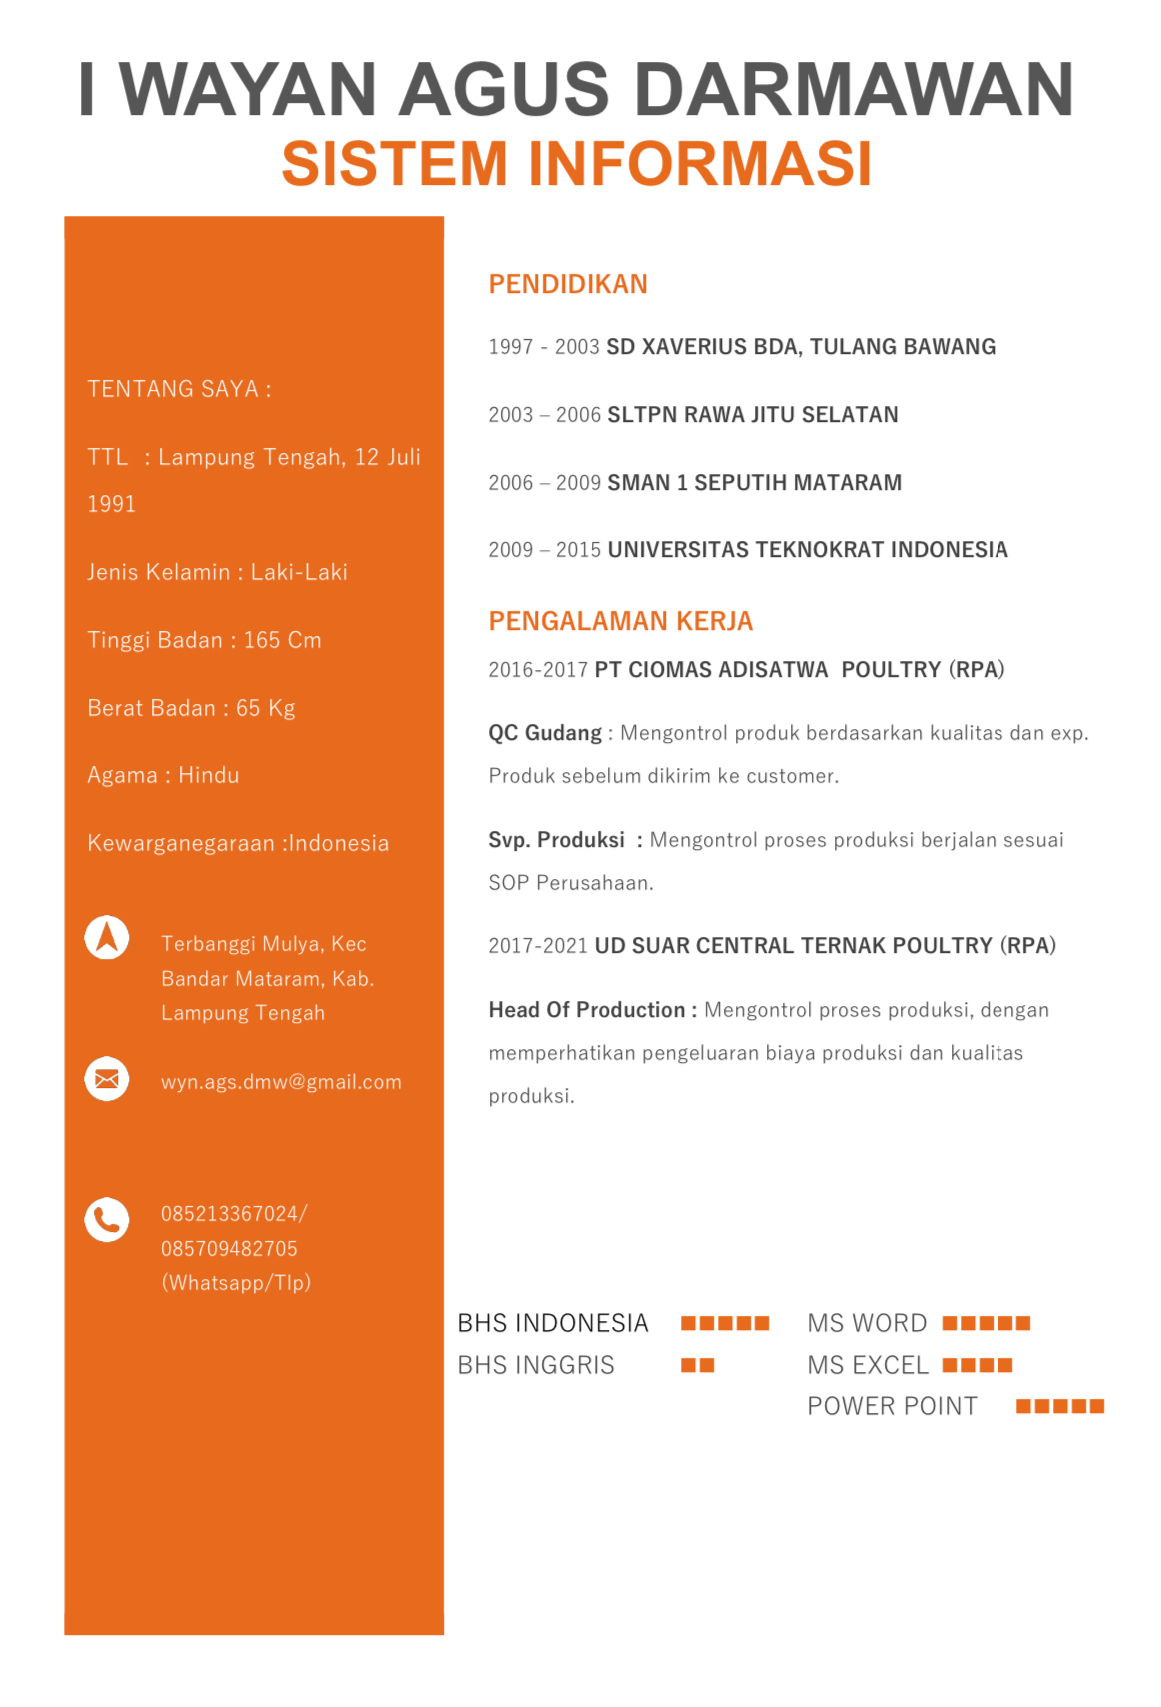 I WAYAN AGUS DARMAWAN
SISTEM INFORMASI
TENTANG SAYA :
TTL  : Lampung Tengah, 12 Juli
1991
Jenis Kelamin : Laki-Laki
Tinggi Badan : 165 Cm
Berat Badan : 65 Kg
Agama : Hindu
Kewarganegaraan :Indonesia
Terbanggi Mulya, Kec
Bandar Mataram, Kab.
Lampung Tengah
wyn.ags.dmw@gmail.com
085213367024/
085709482705
(Whatsapp/Tlp)
PENDIDIKAN
1997 - 2003 SD XAVERIUS BDA, TULANG BAWANG
2003 – 2006 SLTPN RAWA JITU SELATAN
2006 – 2009 SMAN 1 SEPUTIH MATARAM
2009 – 2015 UNIVERSITAS TEKNOKRAT INDONESIA
PENGALAMAN KERJA
2016-2017 PT CIOMAS ADISATWA  POULTRY (RPA)
QC Gudang : Mengontrol produk berdasarkan kualitas dan exp.
Produk sebelum dikirim ke customer.
Svp. Produksi  : Mengontrol proses produksi berjalan sesuai
SOP Perusahaan.
2017-2021 UD SUAR CENTRAL TERNAK POULTRY (RPA)
Head Of Production : Mengontrol proses produksi, dengan
memperhatikan pengeluaran biaya produksi dan kualitas
produksi.
BHS INDONESIA
BHS INGGRIS
MS WORD
MS EXCEL
POWER POINT